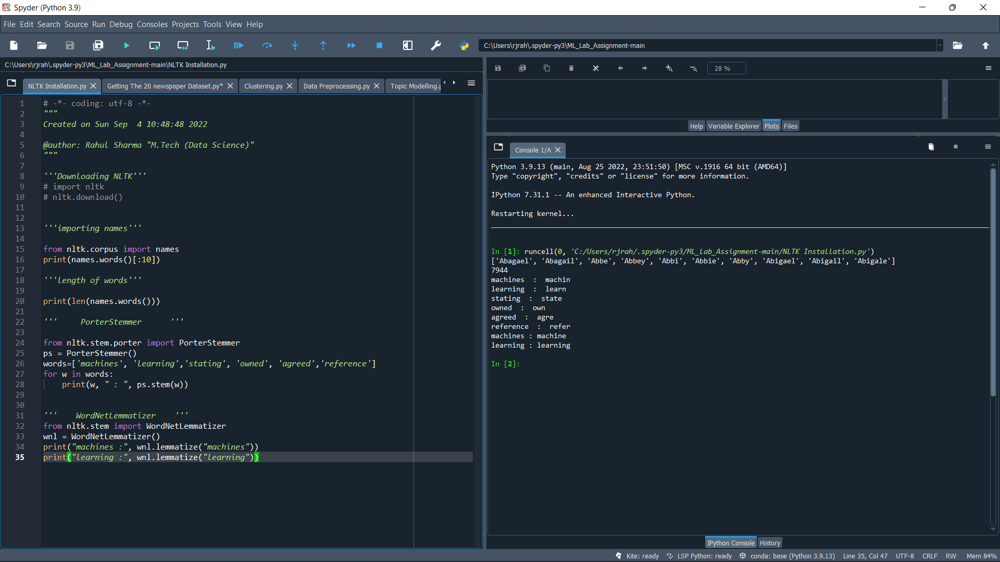 Spyder (Python 3.9)
File Edit Search Source Run Debug Consoles Projects Tools View Help
C:\Users\rjrah\.spyder-py3\ML_Lab_Assignment-main
C:\Users\rjrah\.spyder-py3\ML_Lab_Assignment-main\NLTK Installation.py
NLTK Installation.py
Getting The 20 newspaper Dataset.py*
Clustering.py
Data Preprocessing.py
Topic Modelling.p
1 # -*- coding: utf-8 -*-
2 """
3 Created on Sun Sep  4 10:48:48 2022
4
5 @author: Rahul Sharma "M.Tech (Data Science)"
6 """
7
8 '''Downloading NLTK'''
9 # import nltk
10 # nltk.download()
11
12
13 '''importing names'''
14
15 from nltk.corpus import names
16 print(names.words()[:10])
17
18 '''length of words'''
19
20 print(len(names.words()))
21
22 '''     PorterStemmer      '''
23
24 from nltk.stem.porter import PorterStemmer
25 ps = PorterStemmer()
26 words=['machines', 'learning','stating', 'owned', 'agreed','reference']
27 for w in words:
28     print(w, " : ", ps.stem(w))
29
30
31 '''    WordNetLemmatizer    '''
32 from nltk.stem import WordNetLemmatizer
33 wnl = WordNetLemmatizer()
34 print("machines :", wnl.lemmatize("machines"))
35 print("learning :", wnl.lemmatize("learning"))
28 %
Help Variable Explorer Plots Files
Console 1/A
Python 3.9.13 (main, Aug 25 2022, 23:51:50) [MSC v.1916 64 bit (AMD64)]
Type "copyright", "credits" or "license" for more information.
IPython 7.31.1 -- An enhanced Interactive Python.
Restarting kernel...
In [1]: runcell(0, 'C:/Users/rjrah/.spyder-py3/ML_Lab_Assignment-main/NLTK Installation.py')
['Abagael', 'Abagail', 'Abbe', 'Abbey', 'Abbi', 'Abbie', 'Abby', 'Abigael', 'Abigail', 'Abigale']
7944
machines  :  machin
learning  :  learn
stating  :  state
owned  :  own
agreed  :  agre
reference  :  refer
machines : machine
learning : learning
In [2]:
IPython Console History
Kite: ready LSP Python: ready conda: base (Python 3.9.13) Line 35, Col 47 UTF-8 CRLF RW Mem 84%